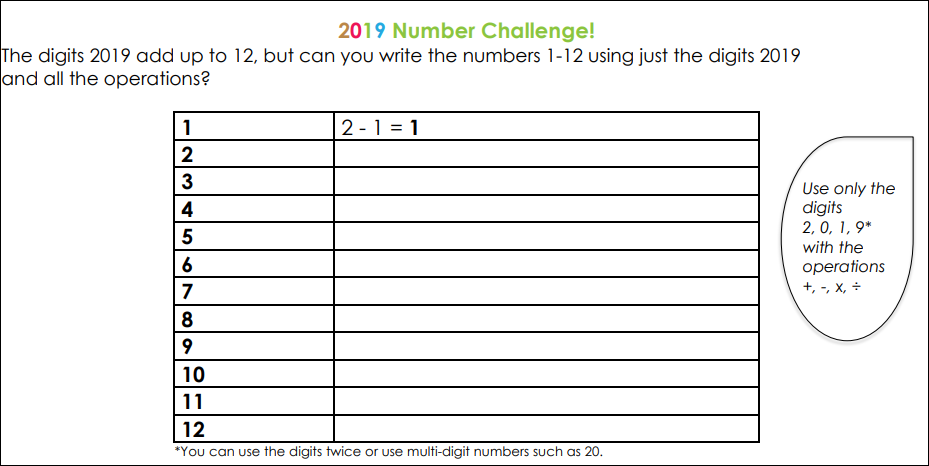 2019 Number Challenge!
The digits 2019 add up to 12, but can you write the numbers 1-12 using just the digits 2019
and all the operations?
1 2 - 1 = 1
2
3
4
5
6
7
8
9
10
11
12
Use only the
digits
2, 0, 1, 9*
with the
operations
+, -, x, ÷
*You can use the digits twice or use multi-digit numbers such as 20.